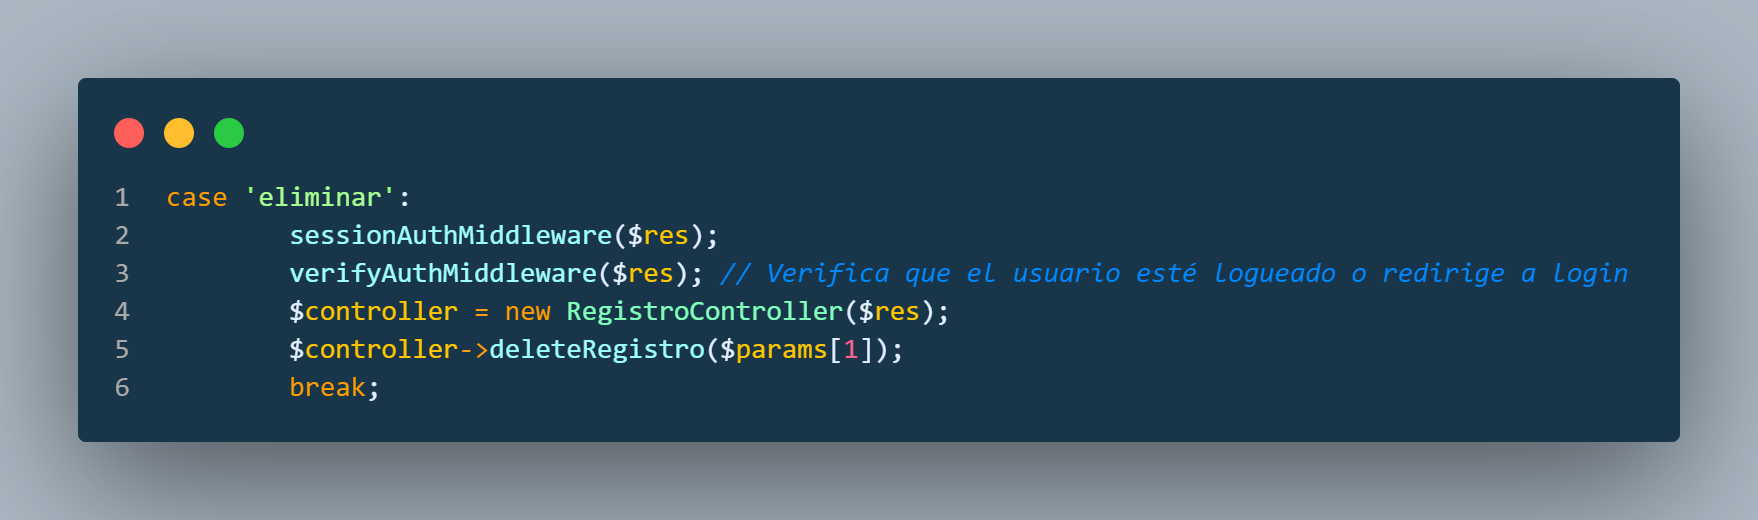 1 case 'eliminar':
2 sessionAuthMiddleware($res);
3 verifyAuthMiddleware($res); // Verifica que el usuario esté logueado o redirige a login
4 $controller = new RegistroController($res);
5 $controller->deleteRegistro($params[1]);
6 break;